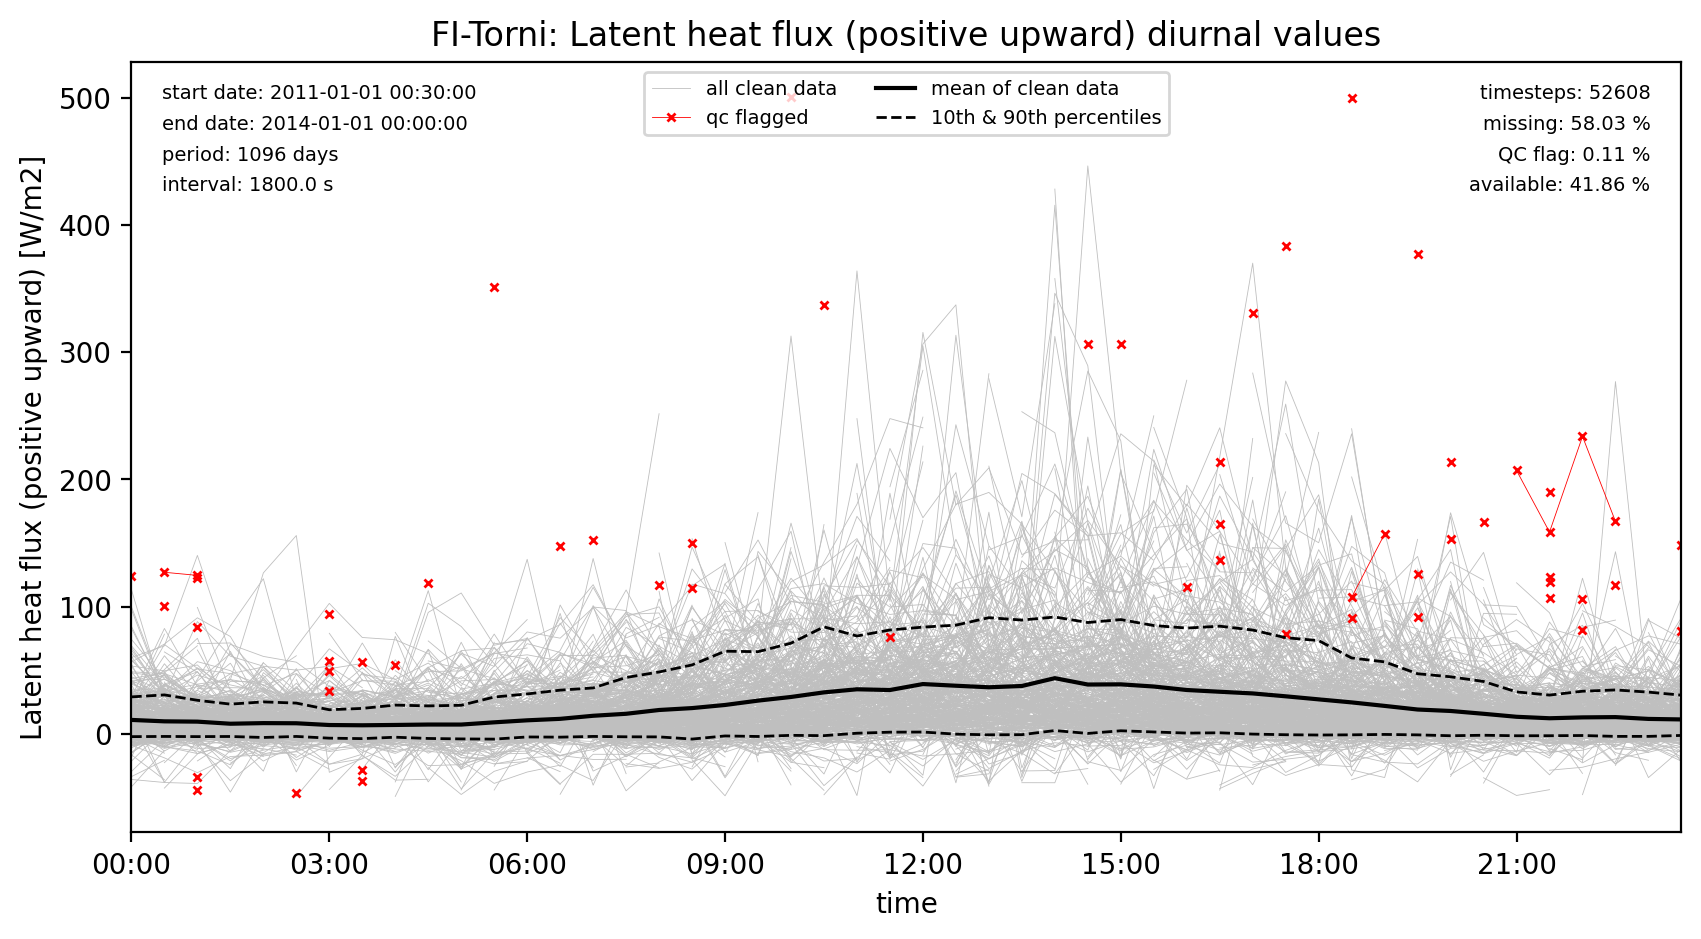 FI-Torni: Latent heat flux (positive upward) diurnal values
start date: 2011-01-01 00:30:00
end date: 2014-01-01 00:00:00
period: 1096 days
interval: 1800.0 s
all clean data
qc flagged
mean of clean data
10th & 90th percentiles
timesteps: 52608
missing: 58.03 %
QC flag: 0.11 %
available: 41.86 %
Latent heat flux (positive upward) [W/m2]
500
400
300
200
100
0
00:00
03:00
06:00
09:00
12:00
15:00
18:00
21:00
time